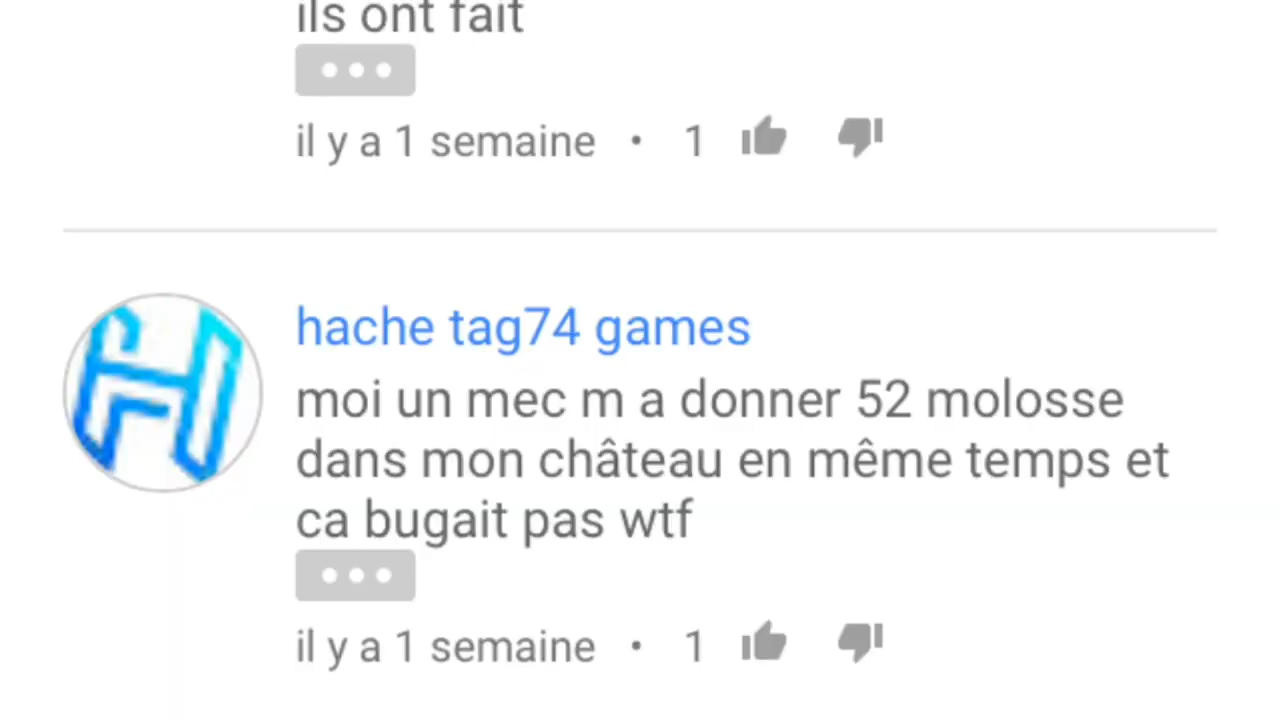 ils ont fait
il y a 1 semaine • 1
hache tag74 games
moi un mec m a donner 52 molosse
dans mon château en même temps et
ca bugait pas wtf
il y a 1 semaine • 1